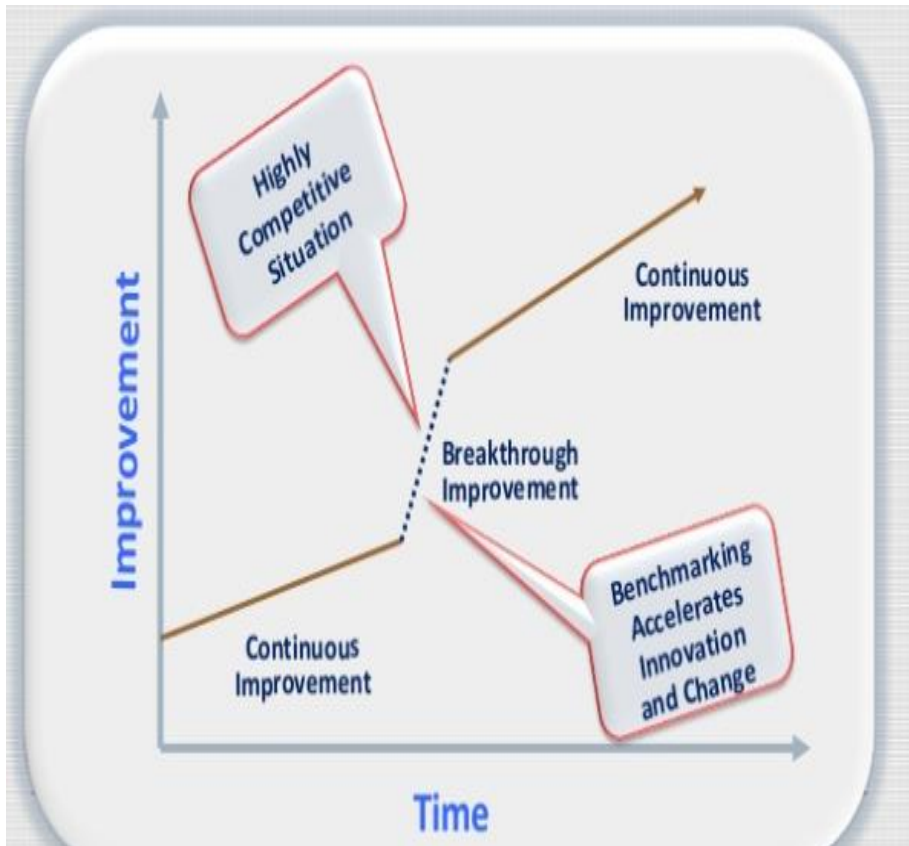 Highly
Competitive
Situation
Continuous
Improvement
Breakthrough
Improvement
Benchmarking
Accelerates
Innovation
and Change
Continuous
Improvement
Improvement
Time